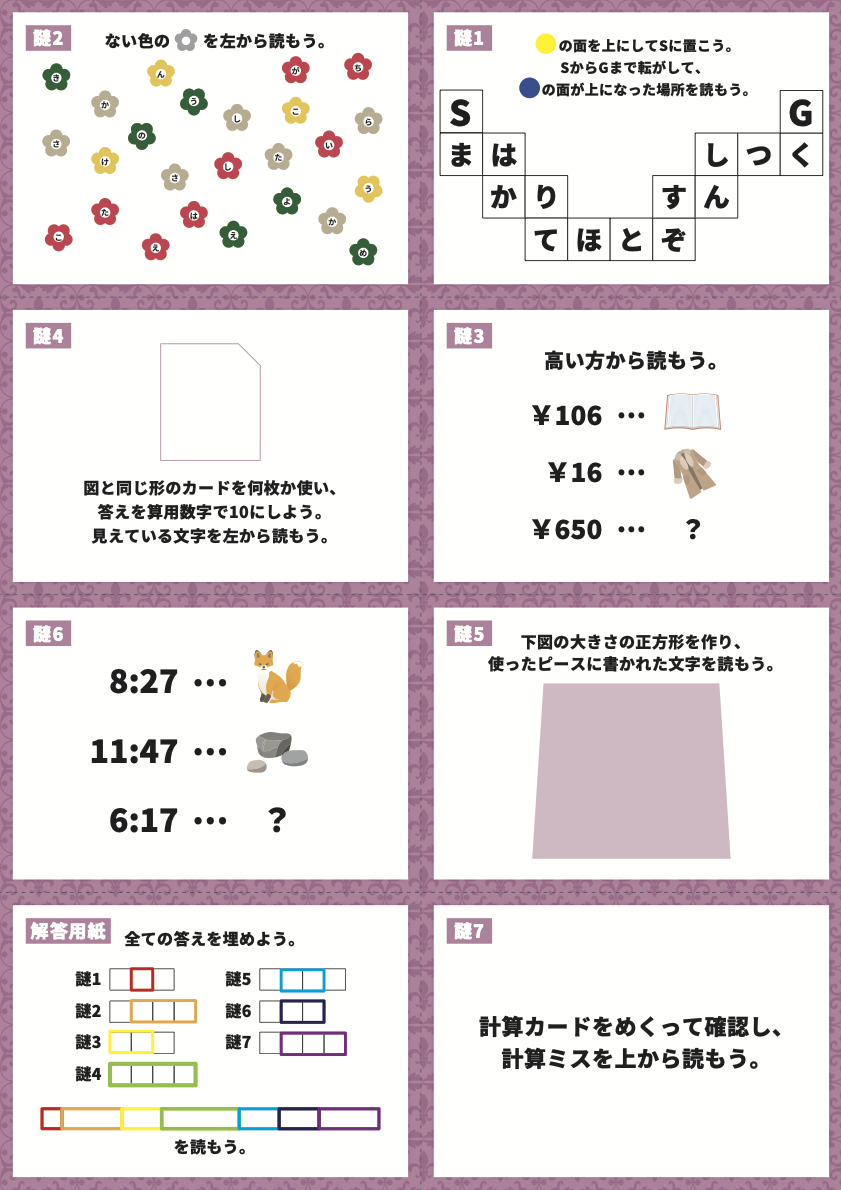 謎2
ない色の を左から読もう。
き
ん
が
ち
か
う
し
こ
ら
さ
の
け
さ
し
た
い
う
た
は
よ
か
こ
え
え
め
謎1
の面を上にしてSに置こう。
SからGまで転がして、
の面が上になった場所を読もう。
S G
ま は し つ く
か り す ん
て ほ と ぞ
謎4
図と同じ形のカードを何枚か使い、
答えを算用数字で10にしよう。
見えている文字を左から読もう。
謎3
高い方から読もう。
¥106 …
¥16 …
¥650 … ?
謎6
8:27 …
11:47 …
6:17 … ?
謎5
下図の大きさの正方形を作り、
使ったピースに書かれた文字を読もう。
解答用紙
全ての答えを埋めよう。
謎1
謎2
謎3
謎4
謎5
謎6
謎7
を読もう。
謎7
計算カードをめくって確認し、
計算ミスを上から読もう。